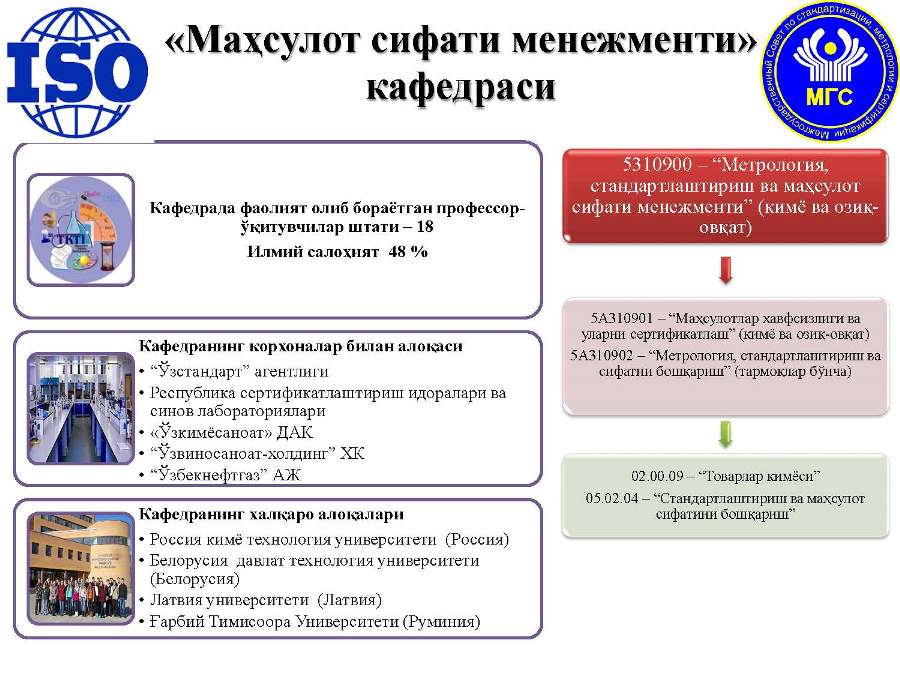 ISO
«Маҳсулот сифати менежменти»
кафедраси
Межгосударственный Совет по стандартизации, метрологии и сертификации
МГС
ТКТИ
Кафедрада фаолият олиб бораётган профессор-
ўқитувчилар штати – 18
Илмий салоҳият 48 %
Кафедранинг корхоналар билан алоқаси
• “Ўзстандарт” агентлиги
• Республика сертификатлаштириш идоралари ва
синов лабораториялари
• «Ўзкимёсаноат» ДАК
• “Ўзвиносаноат-холдинг” ХК
• “Ўзбекнефтгаз” АЖ
Кафедранинг халқаро алоқалари
• Россия кимё технология университети (Россия)
• Белорусия давлат технология университети
(Белорусия)
• Латвия университети (Латвия)
• Ғарбий Тимисоора Университети (Руминия)
5310900 – “Метрология,
стандартлаштириш ва маҳсулот
сифати менежменти” (кимё ва озиқ-
овқат)
5А310901 – “Маҳсулотлар хавфсизлиги ва
уларни сертификатлаш” (кимё ва озиқ-овқат)
5А310902 – “Метрология, стандартлаштириш ва
сифатни бошқариш” (тармоқлар бўйича)
02.00.09 – “Товарлар кимёси”
05.02.04 – “Стандартлаштириш ва маҳсулот
сифатини бошқариш”